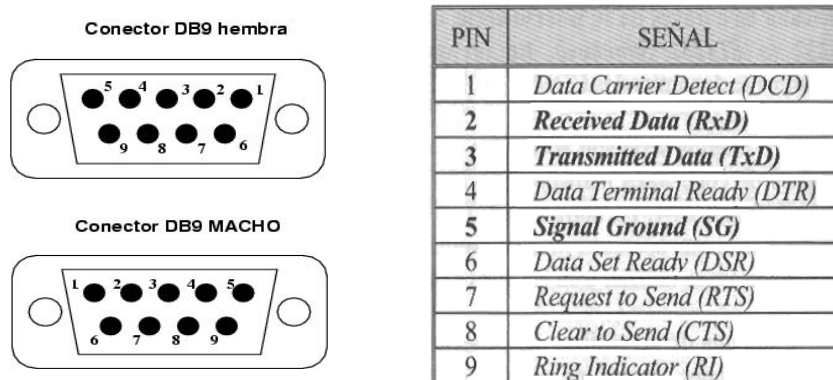 Conector DB9 hembra
5 4 3 2 1
9 8 7 6
Conector DB9 MACHO
1 2 3 4 5
6 7 8 9
PIN SEÑAL
1 Data Carrier Detect (DCD)
2 Received Data (RxD)
3 Transmitted Data (TxD)
4 Data Terminal Ready (DTR)
5 Signal Ground (SG)
6 Data Set Ready (DSR)
7 Request to Send (RTS)
8 Clear to Send (CTS)
9 Ring Indicator (RI)